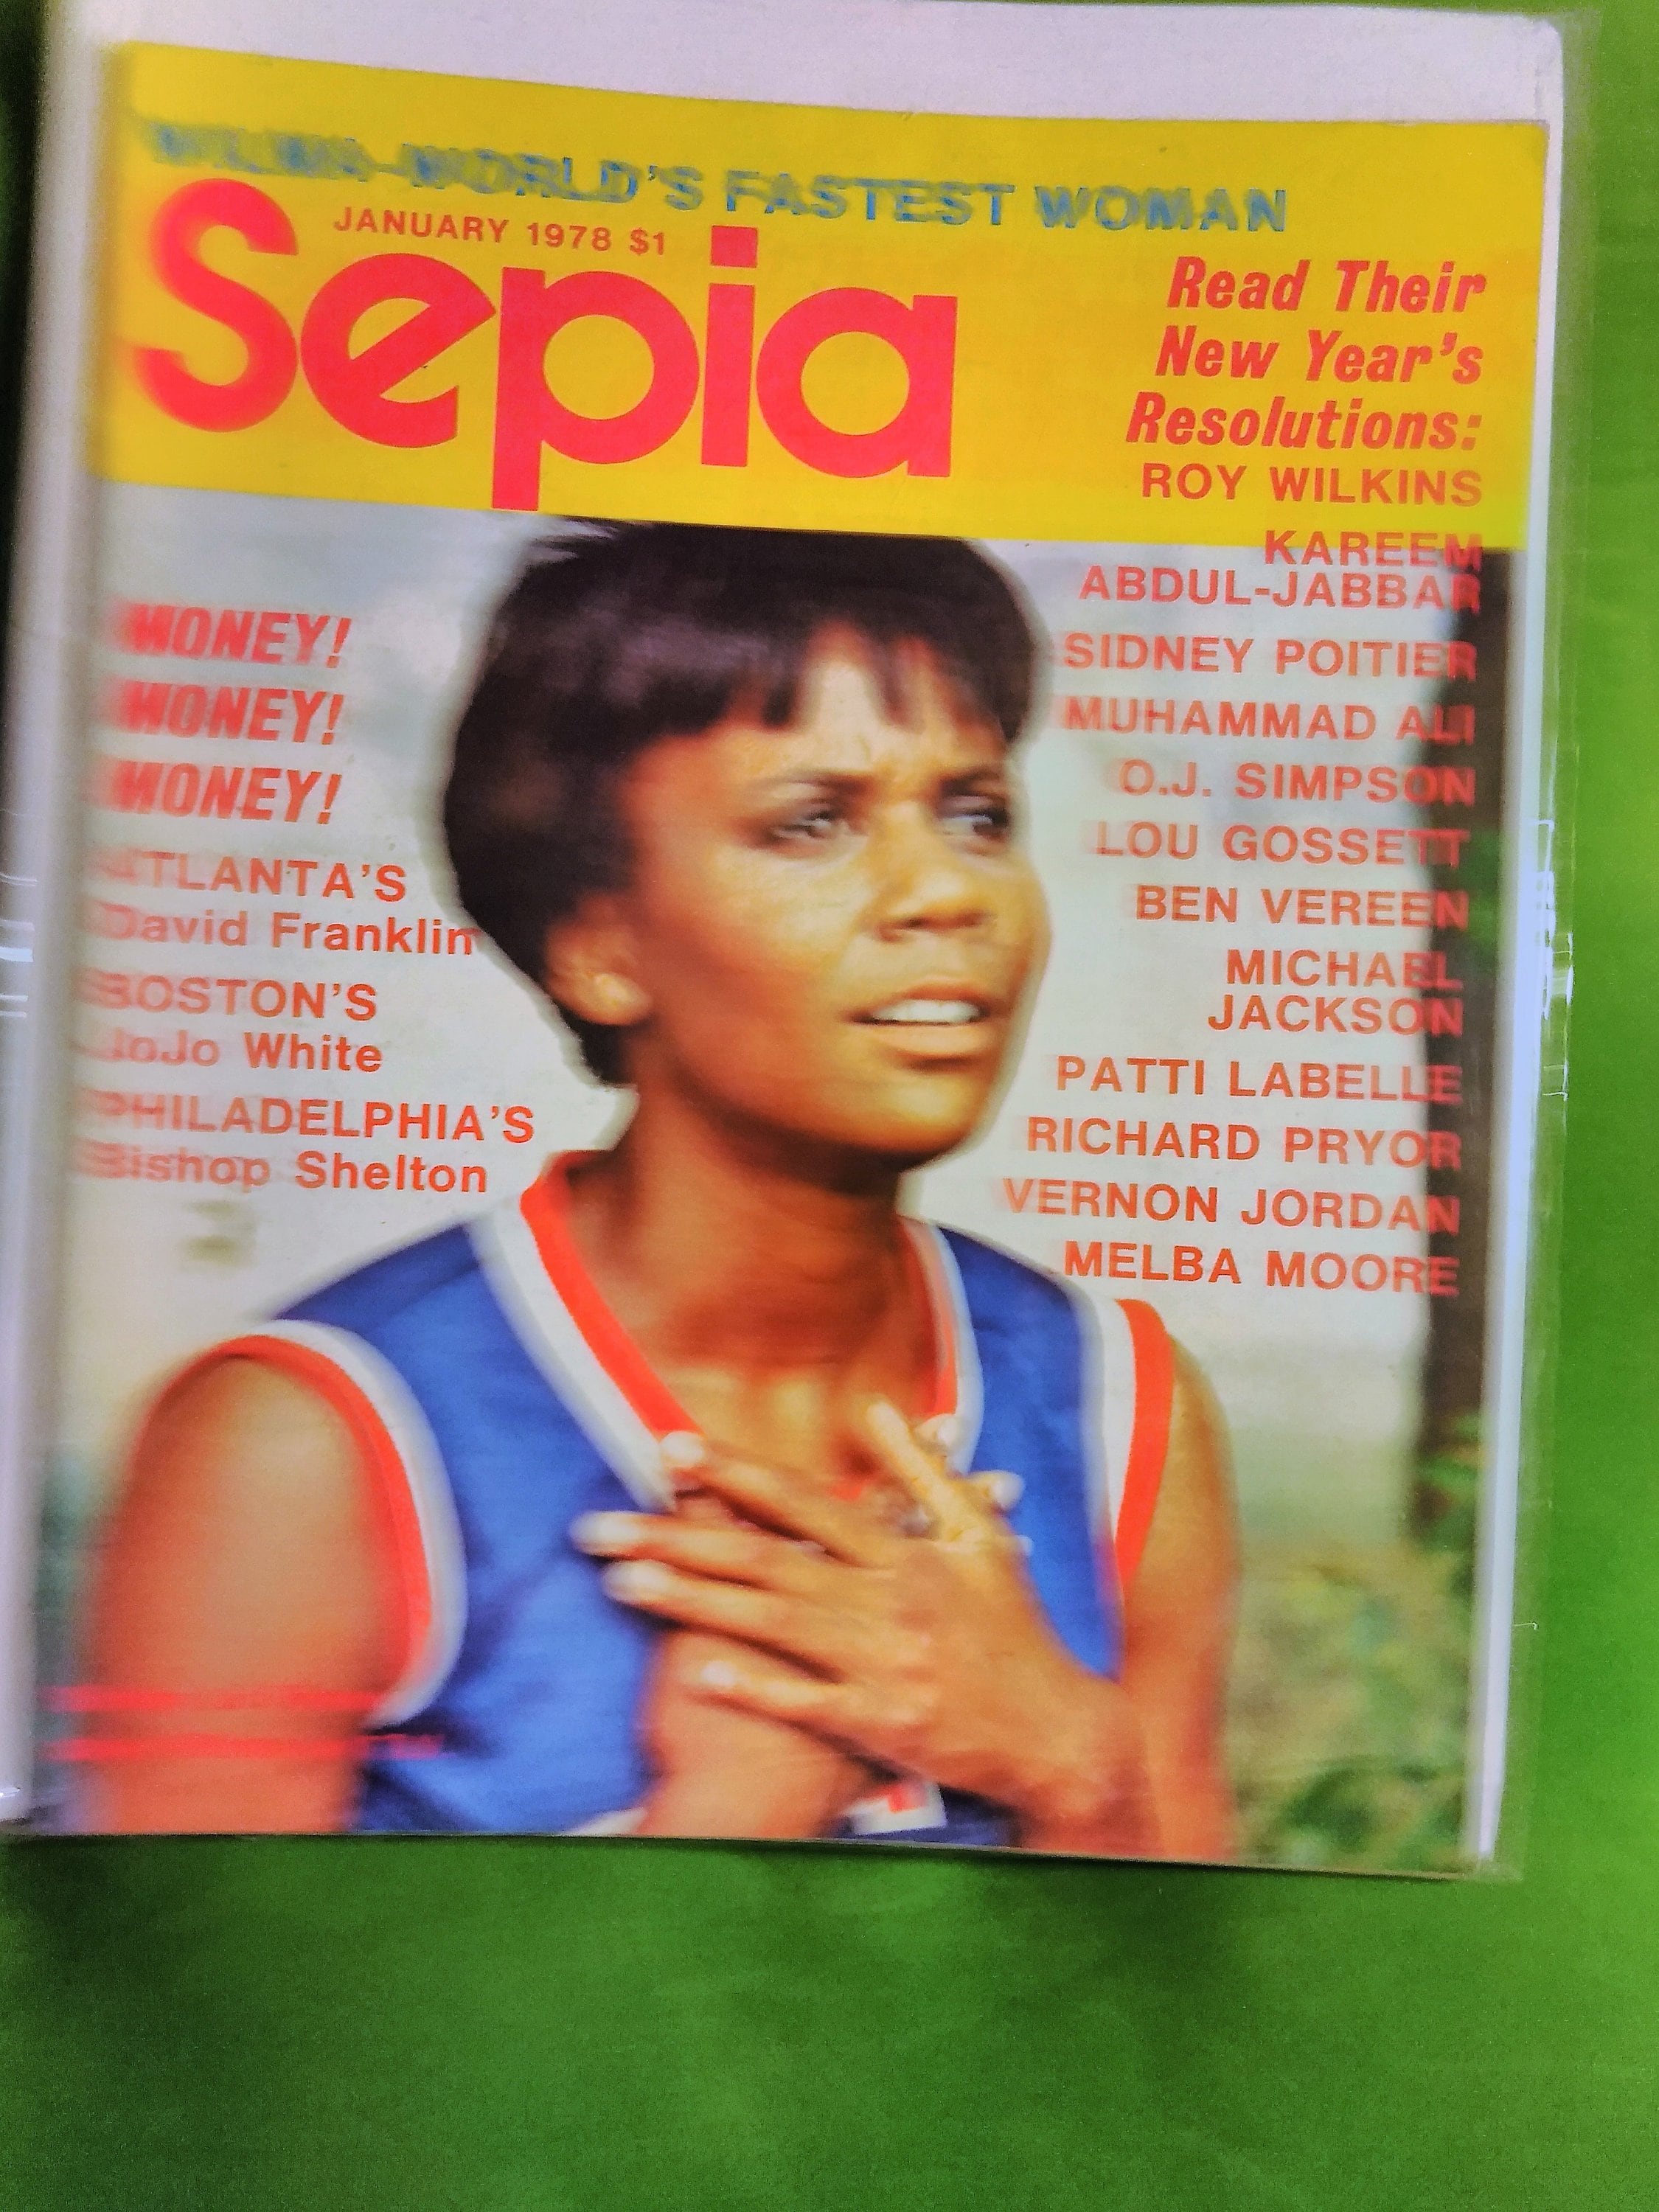 WILMA-WORLD'S FASTEST WOMAN
JANUARY 1978 $1
Sepia
Read Their
New Year's
Resolutions:
ROY WILKINS
KAREEM
ABDUL-JABBAR
SIDNEY POITIER
MUHAMMAD ALI
O.J. SIMPSON
LOU GOSSETT
BEN VEREEN
MICHAEL
JACKSON
PATTI LABELLE
RICHARD PRYOR
VERNON JORDAN
MELBA MOORE
MONEY!
MONEY!
MONEY!
ATLANTA'S
David Franklin
BOSTON'S
JoJo White
PHILADELPHIA'S
Bishop Shelton